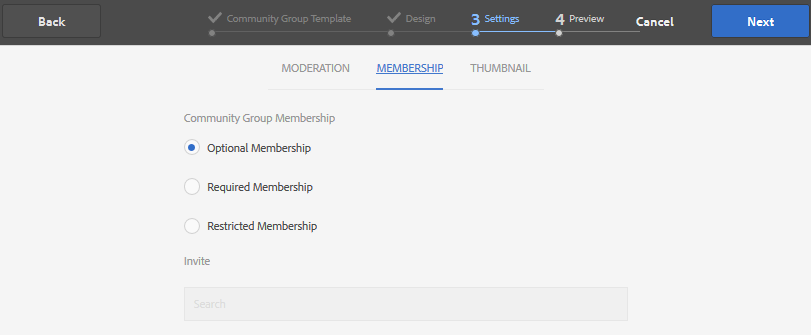 Back Community Group Template Design 3 Settings 4 Preview Cancel Next
MODERATION MEMBERSHIP THUMBNAIL
Community Group Membership
Optional Membership
Required Membership
Restricted Membership
Invite
Search